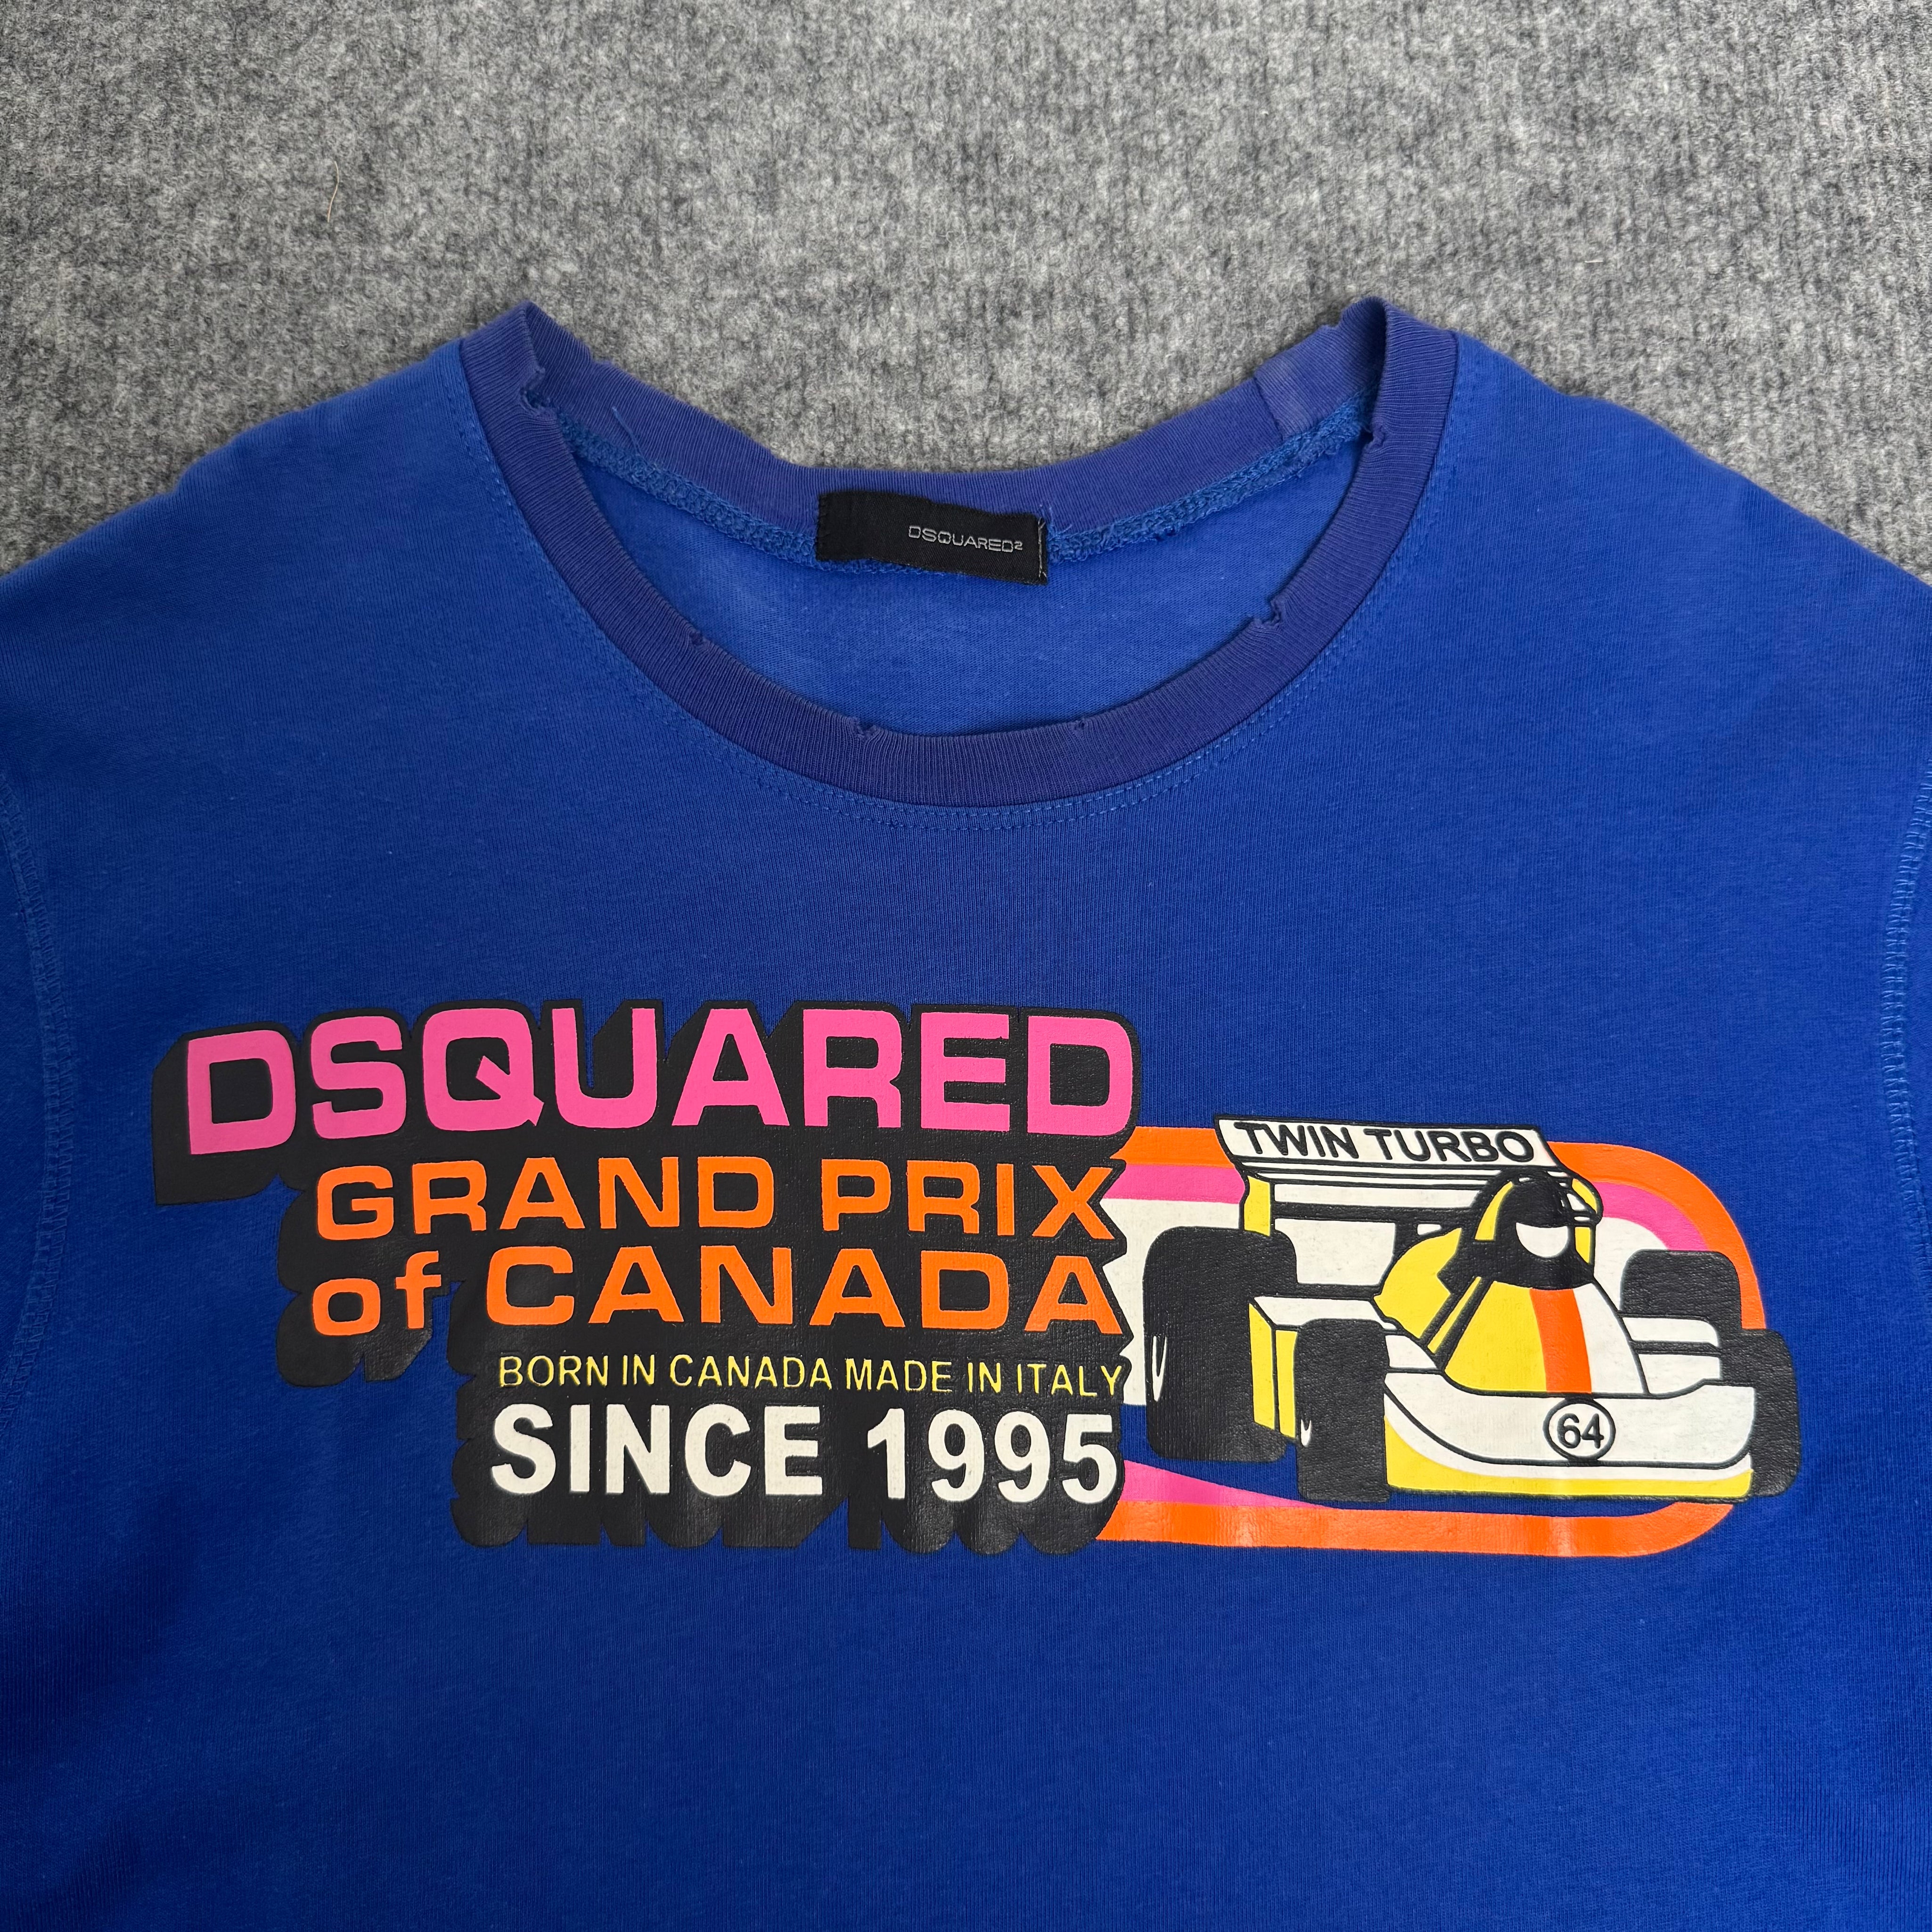 DSQUARED²
DSQUARED
GRAND PRIX
of CANADA
BORN IN CANADA MADE IN ITALY
SINCE 1995
TWIN TURBO
64